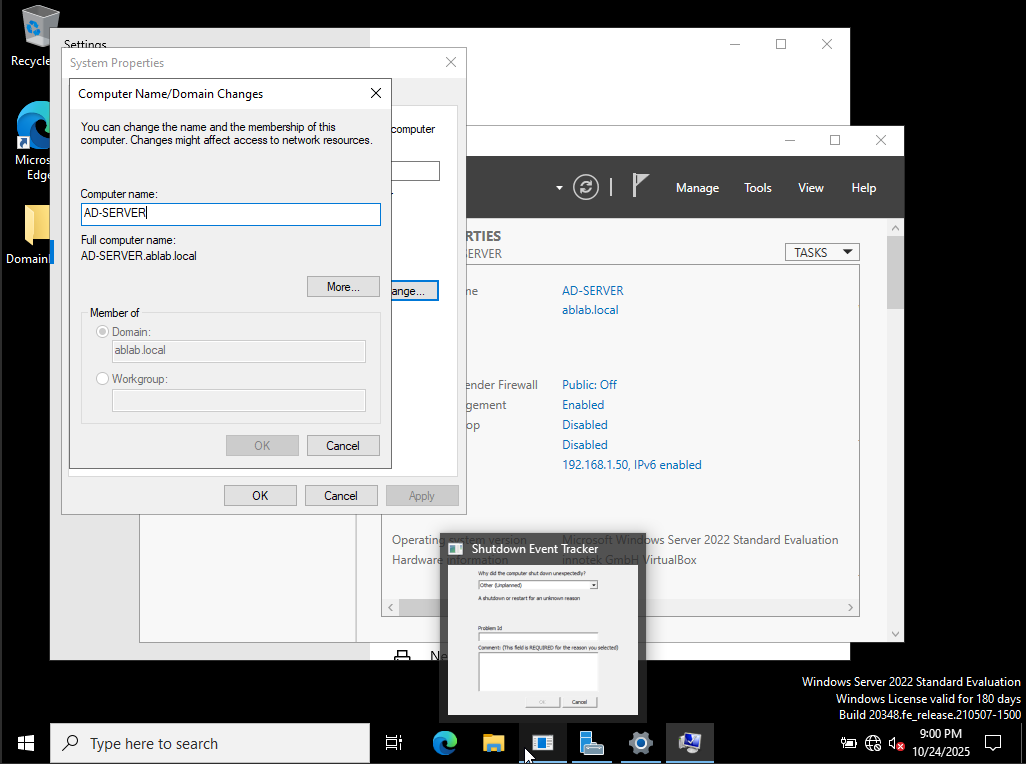 Recycle
Microso
Edge
DomainI
Settings
System Properties
Computer Name/Domain Changes
You can change the name and the membership of this
computer. Changes might affect access to network resources.
Computer name:
AD-SERVER
Full computer name:
AD-SERVER.ablab.local
More...
Member of
Domain:
ablab.local
Workgroup:
OK
Cancel
computer
ange...
OK
Cancel
Apply
Manage
Tools
View
Help
RTIES
SERVER
TASKS
me
AD-SERVER
ablab.local
ender Firewall
Public: Off
gement
Enabled
op
Disabled
Disabled
192.168.1.50, IPv6 enabled
Operating system version
Microsoft Windows Server 2022 Standard Evaluation
Hardware information
innotek GmbH VirtualBox
Shutdown Event Tracker
Why did the computer shut down unexpectedly?
Other (Unplanned)
A shutdown or restart for an unknown reason
Problem Id
Comment: (This field is REQUIRED for the reason you selected)
OK
Cancel
Ne
Windows Server 2022 Standard Evaluation
Windows License valid for 180 days
Build 20348.fe_release.210507-1500
Type here to search
9:00 PM
10/24/2025